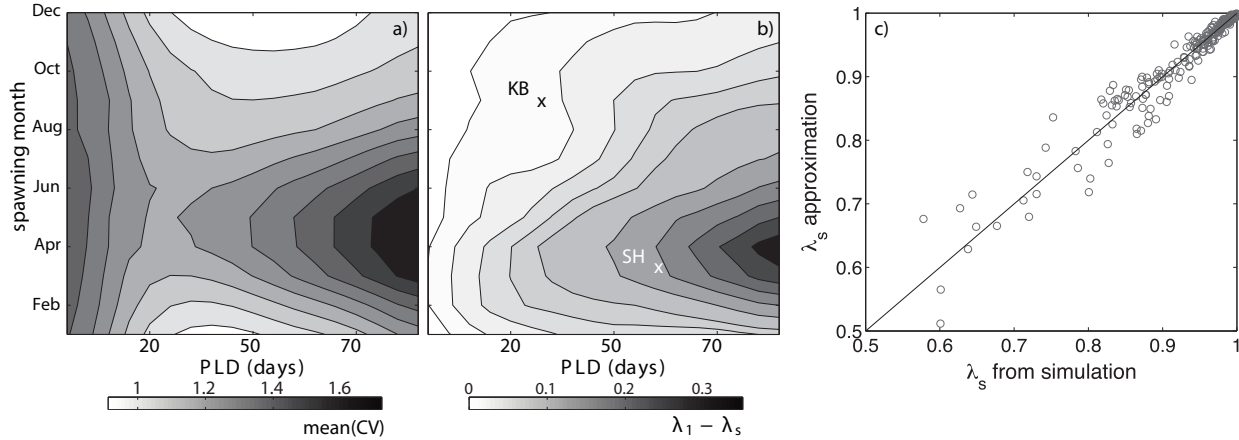 Dec
Oct
Aug
Jun
Apr
Feb
spawning month
a)
20
70
PLD (days)
1
1.2
1.4
1.6
mean(CV)
b)
KB
x
SH
x
20
50
70
PLD (days)
0
0.1
0.2
0.3
λ₁ − λₛ
c)
1
0.9
0.8
0.7
0.6
0.5
λₛ approximation
0.5
0.6
0.7
0.8
0.9
1
λₛ from simulation